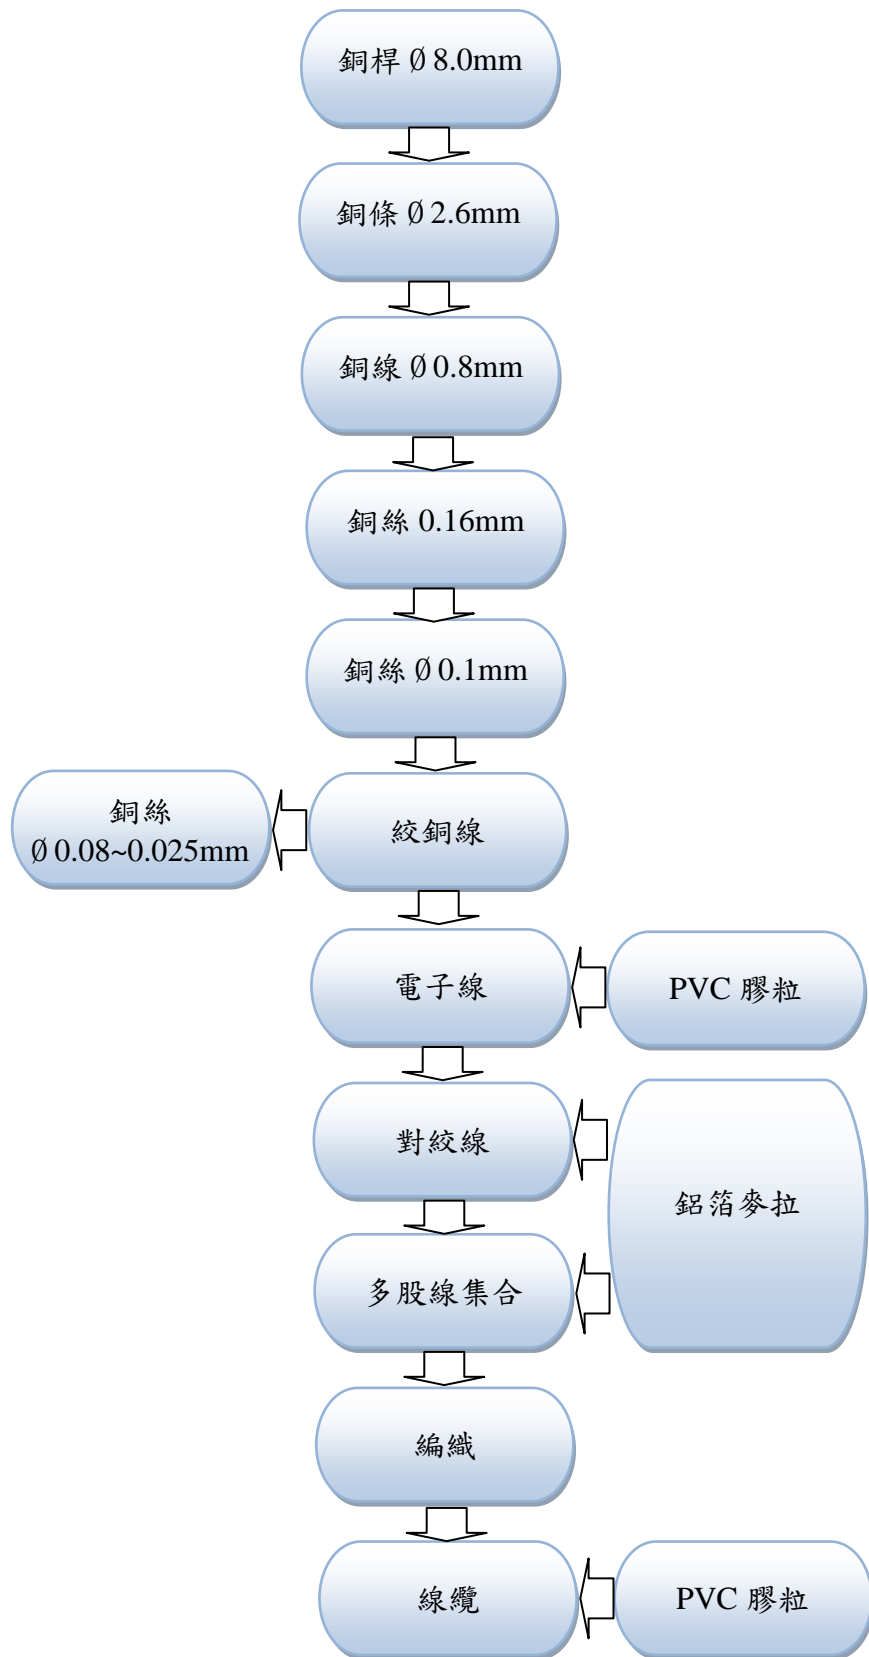 銅桿 Ø 8.0mm
銅條 Ø 2.6mm
銅線 Ø 0.8mm
銅絲 0.16mm
銅絲 Ø 0.1mm
銅絲
Ø 0.08~0.025mm
絞銅線
電子線
PVC 膠粒
對絞線
鋁箔麥拉
多股線集合
編織
線纜
PVC 膠粒